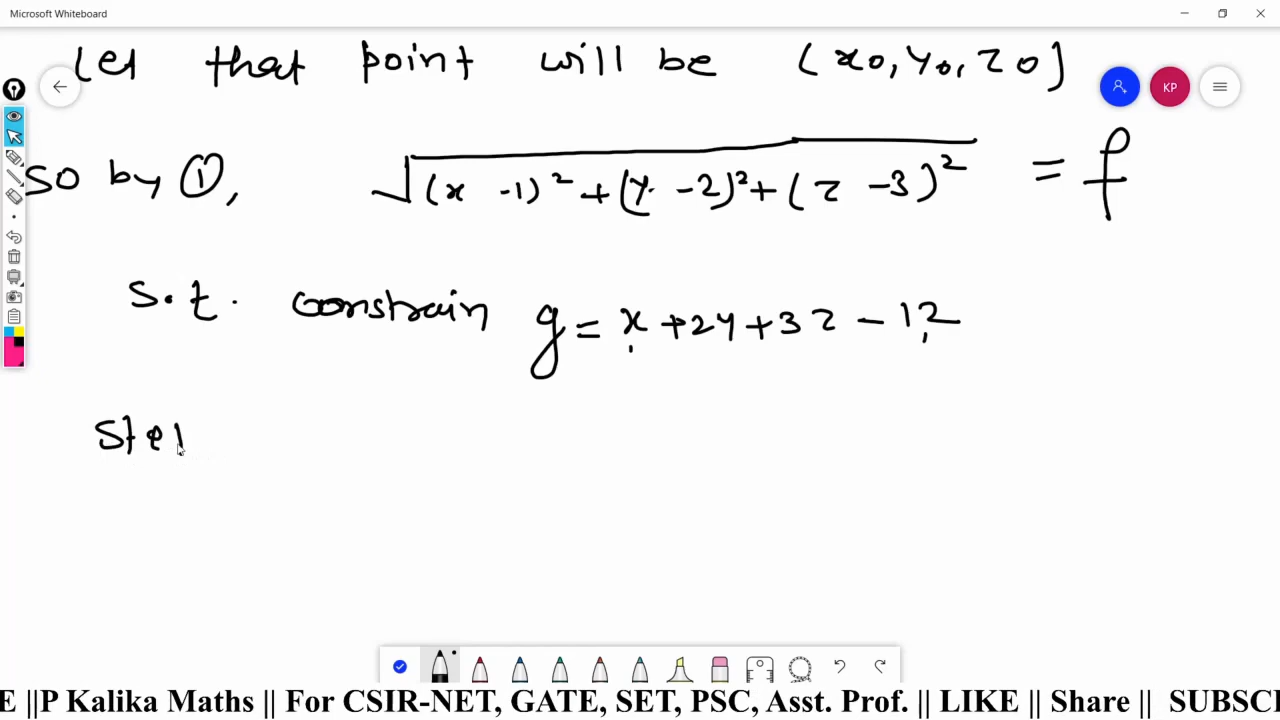 Microsoft Whiteboard
Let that point will be (x0, y0, z0)
KP
so by ①, √(x -1)² + (y -2)² + (z -3)² = f
s.t. constrain g = x + 2y + 3z - 12
Step
E ||P Kalika Maths || For CSIR-NET, GATE, SET, PSC, Asst. Prof. || LIKE || Share || SUBSC